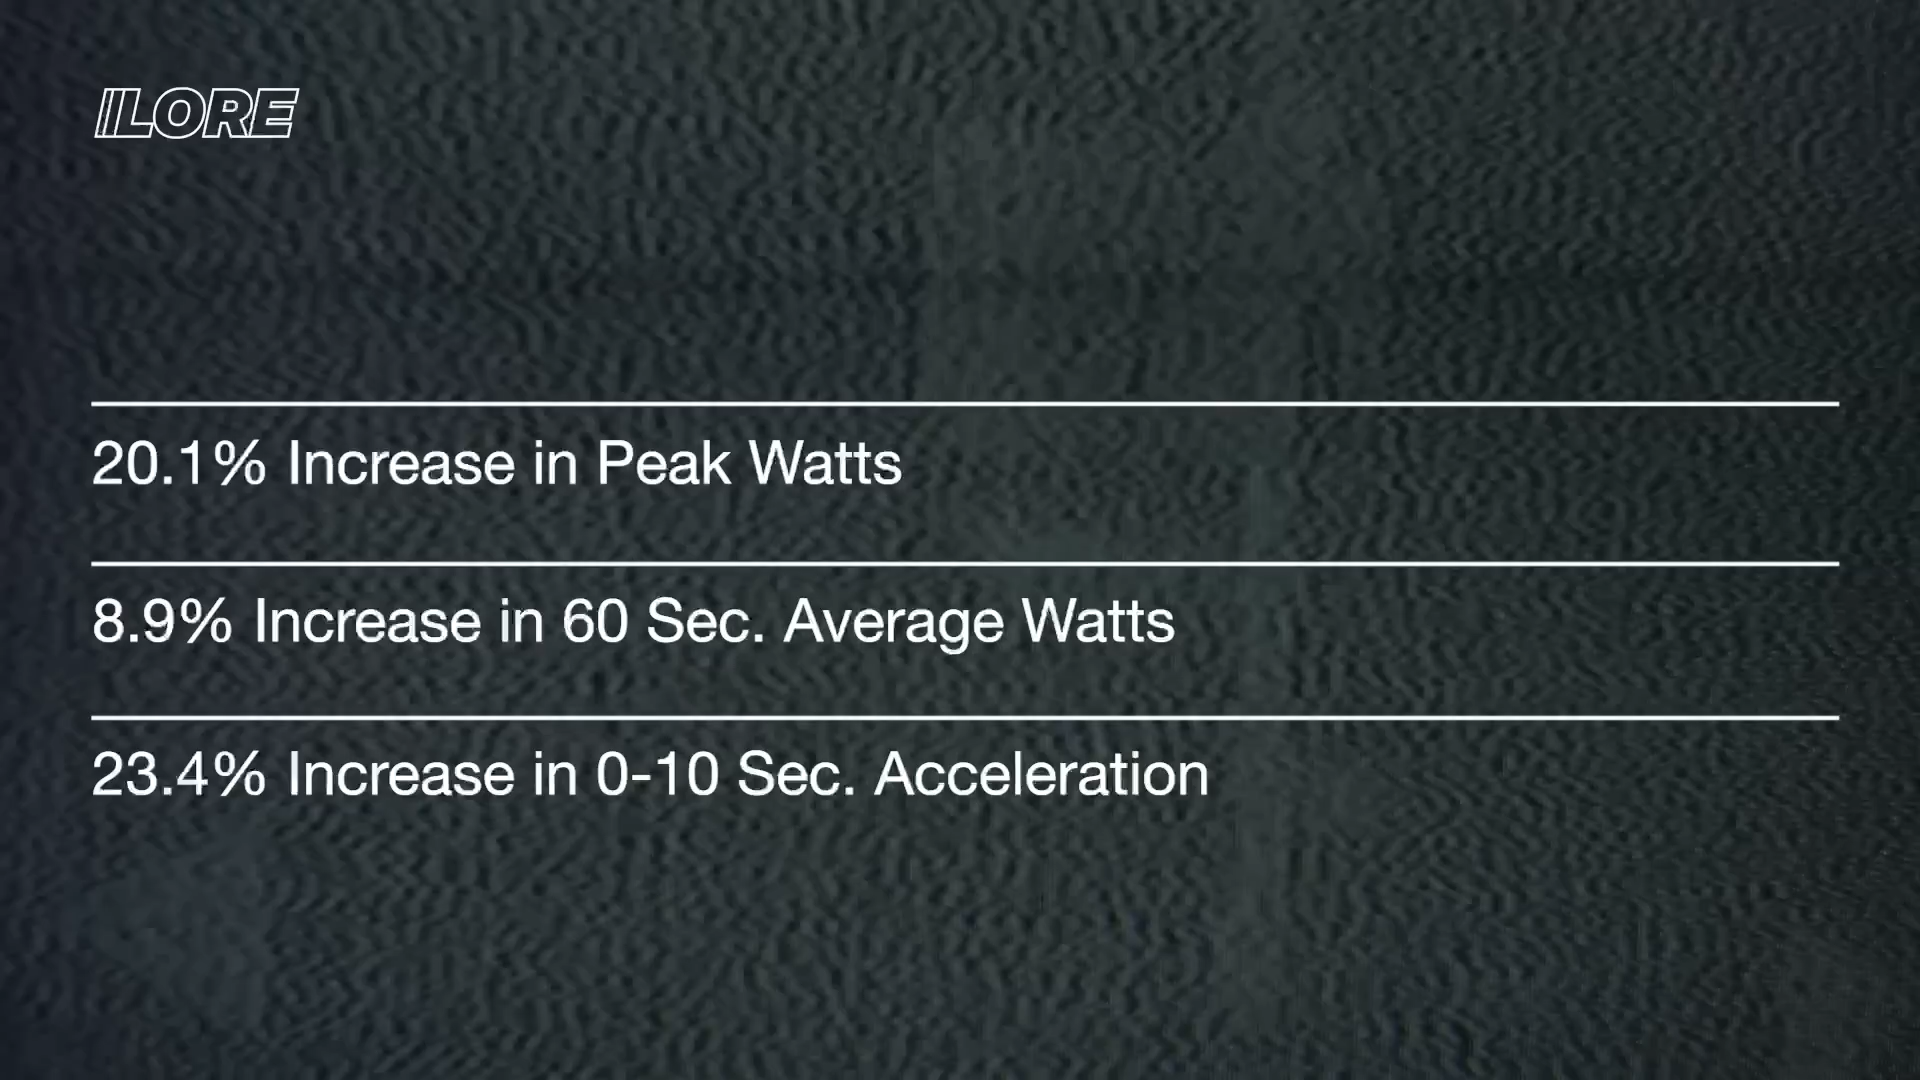 LORE
20.1% Increase in Peak Watts
8.9% Increase in 60 Sec. Average Watts
23.4% Increase in 0-10 Sec. Acceleration